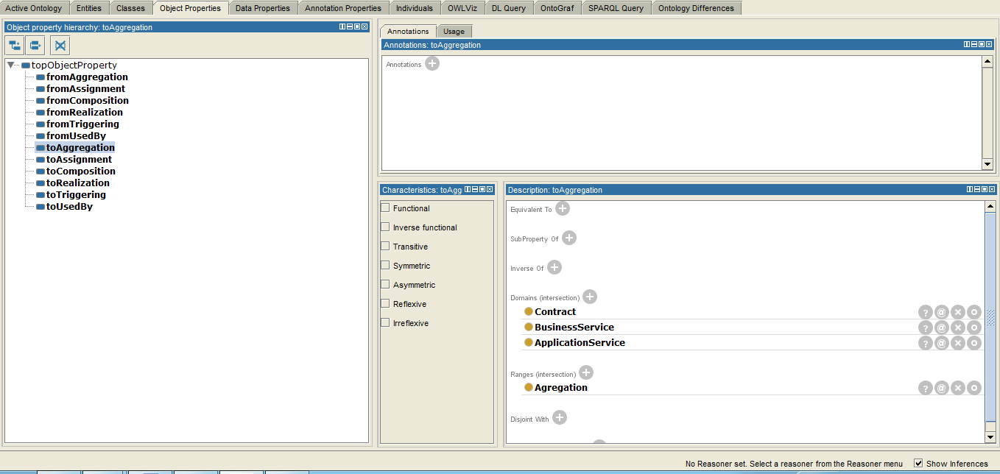 Active Ontology Entities Classes Object Properties Data Properties Annotation Properties Individuals OWLViz DL Query OntoGraf SPARQL Query Ontology Differences
Object property hierarchy: toAggregation
topObjectProperty
fromAggregation
fromAssignment
fromComposition
fromRealization
fromTriggering
fromUsedBy
toAggregation
toAssignment
toComposition
toRealization
toTriggering
toUsedBy
Annotations Usage
Annotations: toAggregation
Annotations
Characteristics: toAgg
Functional
Inverse functional
Transitive
Symmetric
Asymmetric
Reflexive
Irreflexive
Description: toAggregation
Equivalent To
SubProperty Of
Inverse Of
Domains (intersection)
Contract
BusinessService
ApplicationService
Ranges (intersection)
Agregation
Disjoint With
No Reasoner set. Select a reasoner from the Reasoner menu Show Inferences